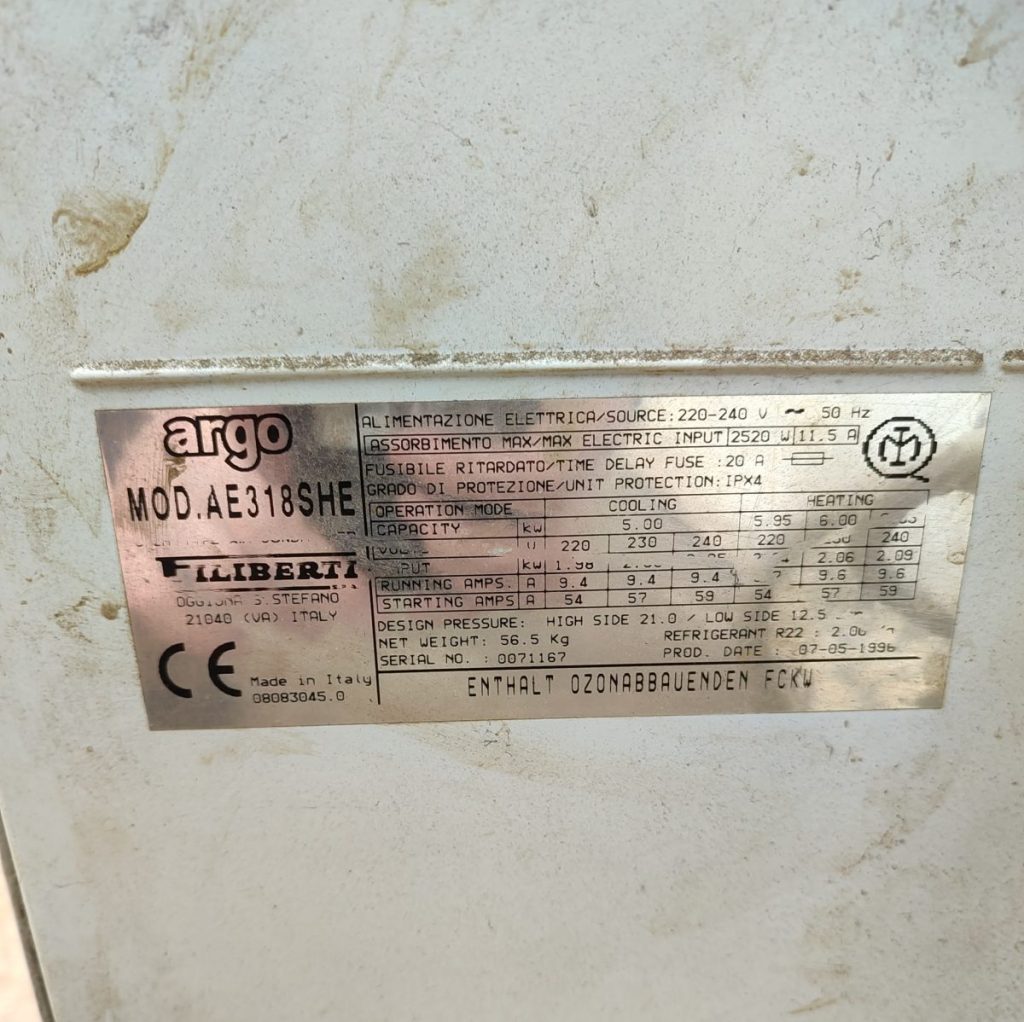 argo
MOD.AE318SHE
FILIBERTI
S.p.A.
OGGIONA S.STEFANO
21040 (VA) ITALY
CE
Made in Italy
08083045.0
ALIMENTAZIONE ELETTRICA/SOURCE: 220-240 V ~ 50 Hz
ASSORBIMENTO MAX/MAX ELECTRIC INPUT 2520 W 11.5 A
FUSIBILE RITARDATO/TIME DELAY FUSE : 20 A
GRADO DI PROTEZIONE/UNIT PROTECTION: IPX4
OPERATION MODE COOLING HEATING
CAPACITY kW 5.00 5.95 6.00
VOLTS V 220 230 240 220 240
INPUT kW 1.98 2.06 2.09
RUNNING AMPS. A 9.4 9.4 9.4 9.6 9.6
STARTING AMPS A 54 57 59 54 57 59
DESIGN PRESSURE: HIGH SIDE 21.0 / LOW SIDE 12.5
NET WEIGHT: 56.5 Kg REFRIGERANT R22 :
SERIAL NO. : 0071167 PROD. DATE : 07-05-1996
ENTHALT OZONABBAUENDEN FCKW